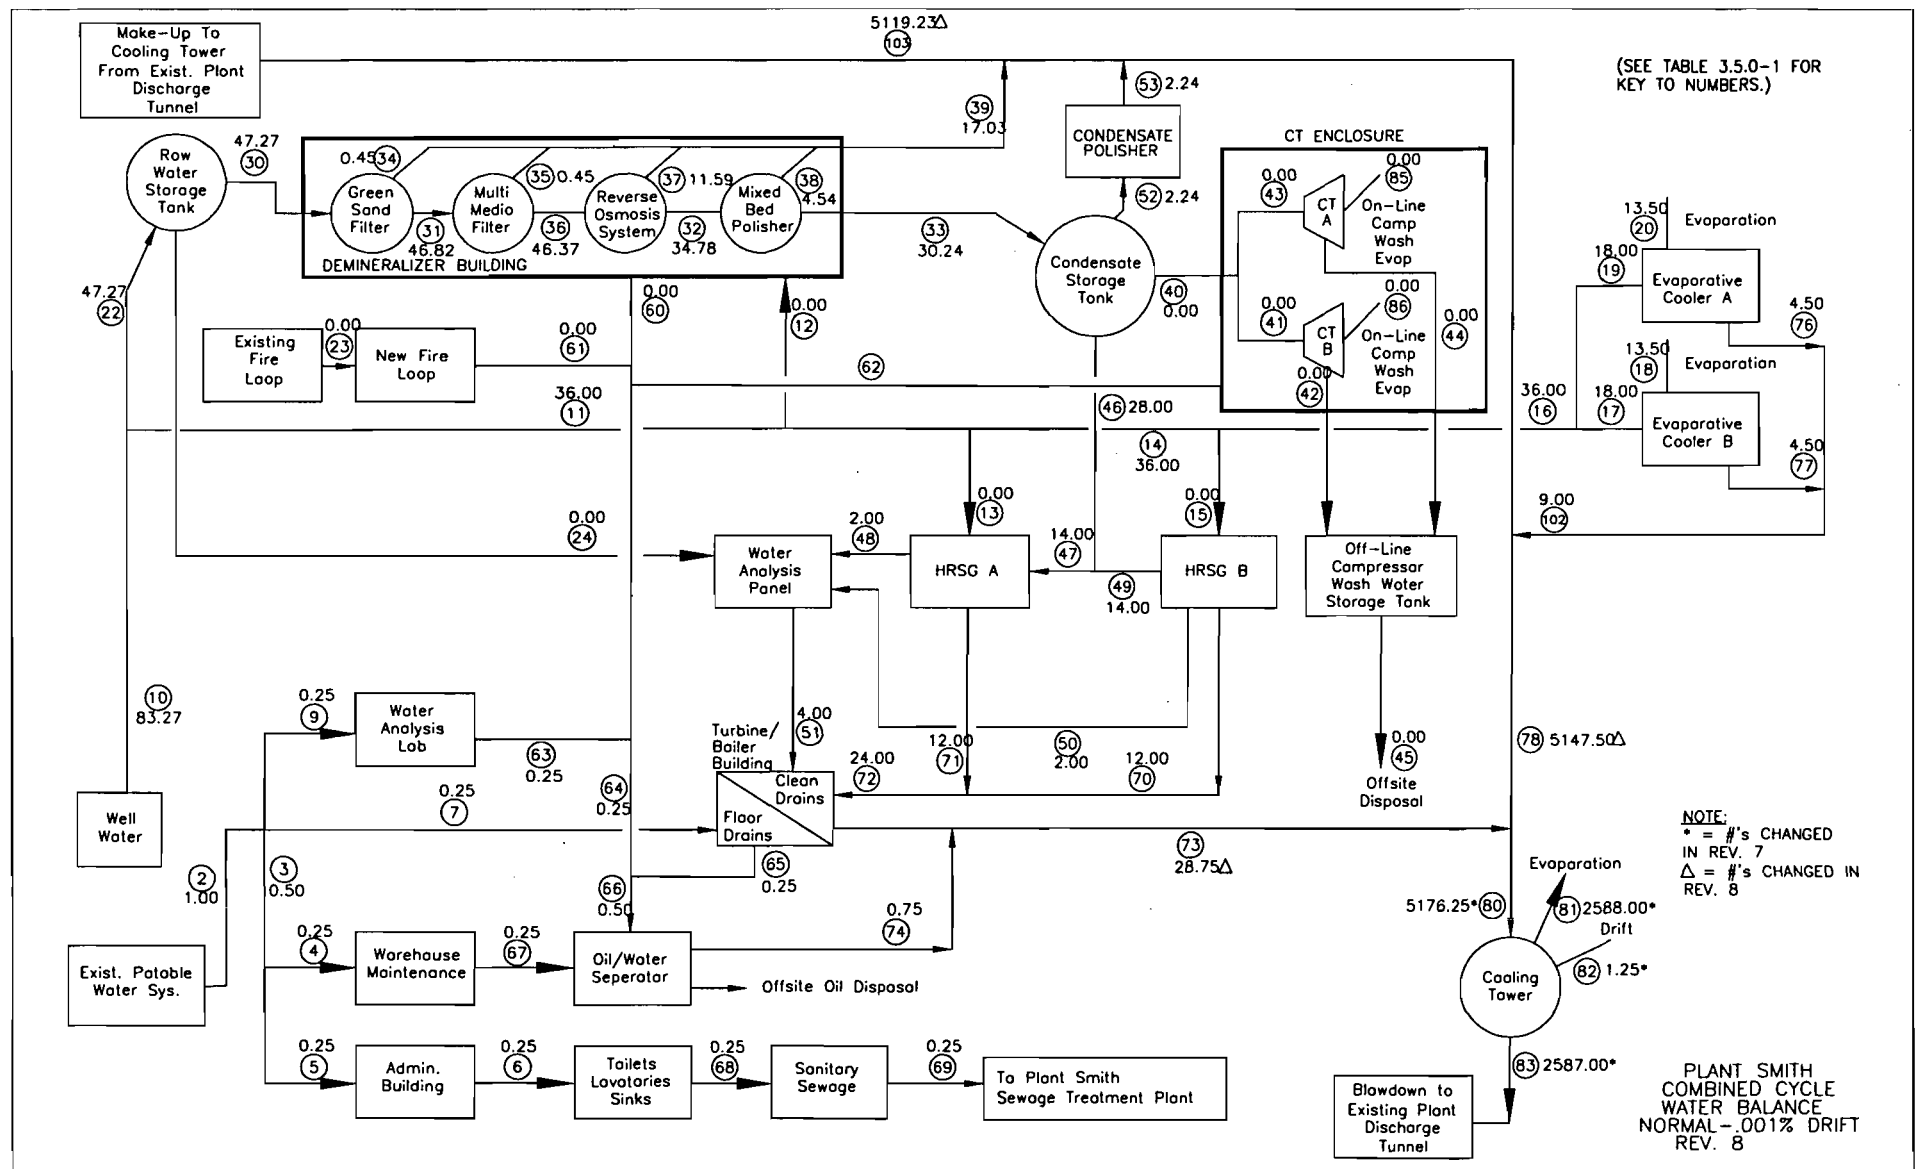 5119.23Δ
103
Make-Up To
Cooling Tower
From Exist. Plant
Discharge
Tunnel
(SEE TABLE 3.5.0-1 FOR
KEY TO NUMBERS.)
53 2.24
39
17.03
CONDENSATE
POLISHER
CT ENCLOSURE
47.27
30
Raw
Water
Storage
Tank
0.45 34
35 0.45
37 11.59
38
4.54
Green
Sand
Filter
Multi
Media
Filter
Reverse
Osmosis
System
Mixed
Bed
Polisher
31
46.82
36
46.37
32
34.78
DEMINERALIZER BUILDING
52 2.24
33
30.24
Condensate
Storage
Tank
40
0.00
0.00
43
CT
A
0.00
85
On-Line
Comp
Wash
Evap
0.00
41
CT
B
0.00
86
On-Line
Comp
Wash
Evap
0.00
44
0.00
42
13.50
20
Evaporation
18.00
19
Evaporative
Cooler A
4.50
76
13.50
18
Evaporation
36.00
16
18.00
17
Evaporative
Cooler B
4.50
77
9.00
102
47.27
22
0.00
60
0.00
12
Existing
Fire
Loop
0.00
23
New Fire
Loop
0.00
61
62
36.00
11
46 28.00
14
36.00
0.00
13
0.00
15
0.00
24
2.00
48
14.00
47
49
14.00
Water
Analysis
Panel
HRSG A
HRSG B
Off-Line
Compressor
Wash Water
Storage Tank
10
83.27
0.25
9
Water
Analysis
Lab
63
0.25
4.00
51
Turbine/
Boiler
Building
Clean
Drains
Floor
Drains
12.00
71
50
2.00
24.00
72
12.00
70
0.00
45
Offsite
Disposal
78 5147.50Δ
Well
Water
0.25
7
64
0.25
65
0.25
73
28.75Δ
NOTE:
* = #'s CHANGED
IN REV. 7
Δ = #'s CHANGED IN
REV. 8
2
1.00
3
0.50
66
0.50
0.75
74
5176.25* 80
Evaporation
81 2588.00*
Drift
82 1.25*
Cooling
Tower
Exist. Potable
Water Sys.
0.25
4
Warehouse
Maintenance
0.25
67
Oil/Water
Seperator
Offsite Oil Disposal
0.25
5
Admin.
Building
0.25
6
Toilets
Lavatories
Sinks
0.25
68
Sanitary
Sewage
0.25
69
To Plant Smith
Sewage Treatment Plant
83 2587.00*
Blowdown to
Existing Plant
Discharge
Tunnel
PLANT SMITH
COMBINED CYCLE
WATER BALANCE
NORMAL-.001% DRIFT
REV. 8